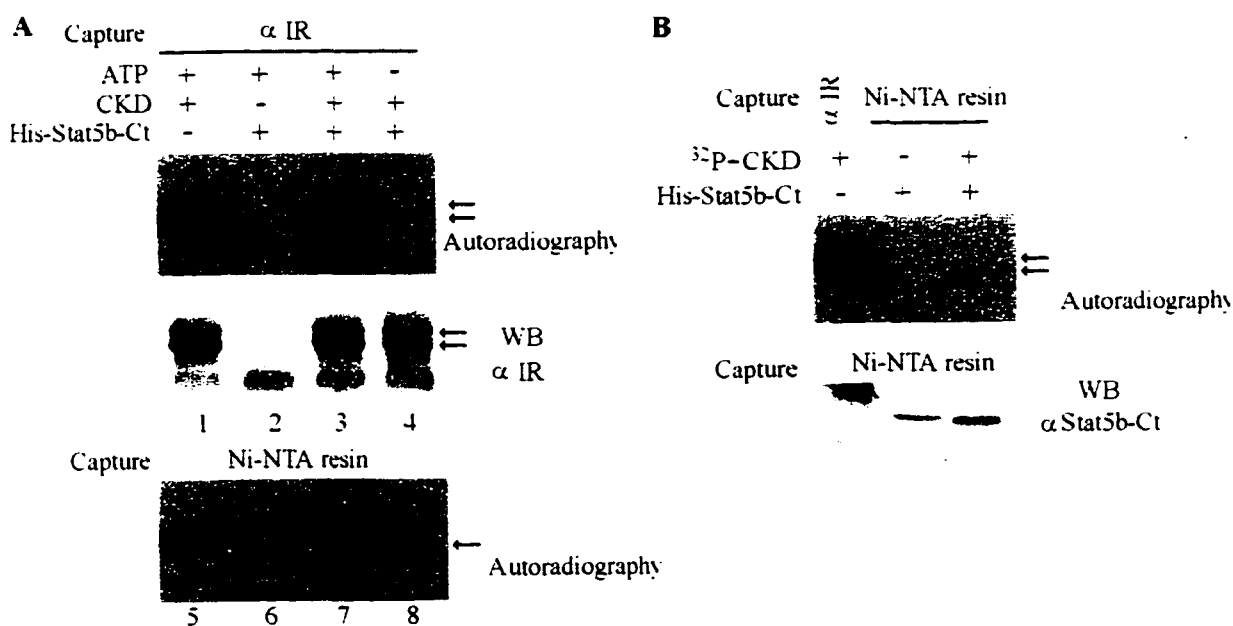 A
Capture α IR
ATP + + + -
CKD + - + +
His-Stat5b-Ct - + + +
Autoradiography
WB
α IR
1 2 3 4
Capture Ni-NTA resin
Autoradiography
5 6 7 8
B
Capture α IR Ni-NTA resin
³²P-CKD + - +
His-Stat5b-Ct - + +
Autoradiography
Capture Ni-NTA resin
WB
α Stat5b-Ct